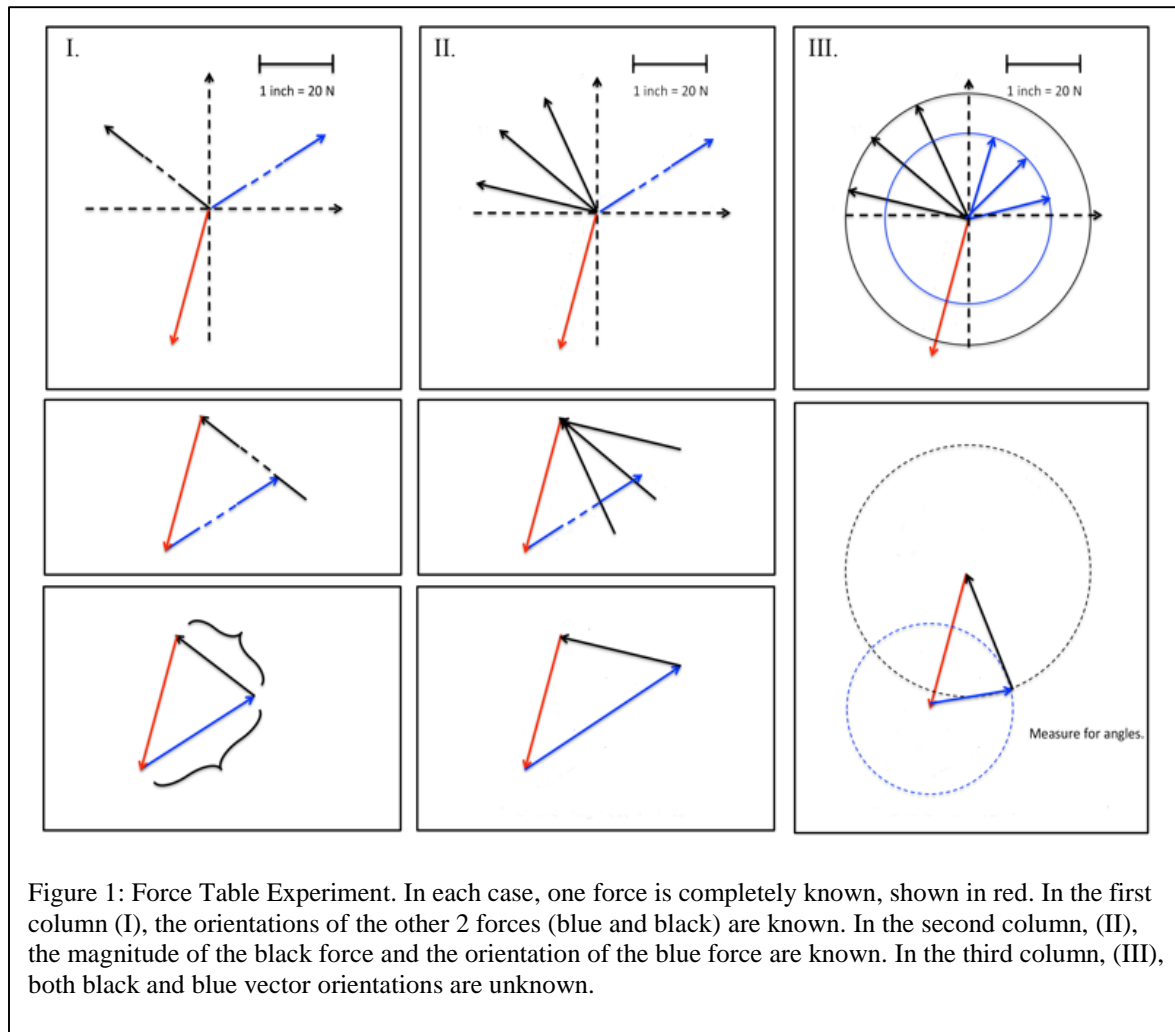 I.
1 inch = 20 N
II.
1 inch = 20 N
III.
1 inch = 20 N
Measure for angles.
Figure 1: Force Table Experiment. In each case, one force is completely known, shown in red. In the first
column (I), the orientations of the other 2 forces (blue and black) are known. In the second column, (II),
the magnitude of the black force and the orientation of the blue force are known. In the third column, (III),
both black and blue vector orientations are unknown.